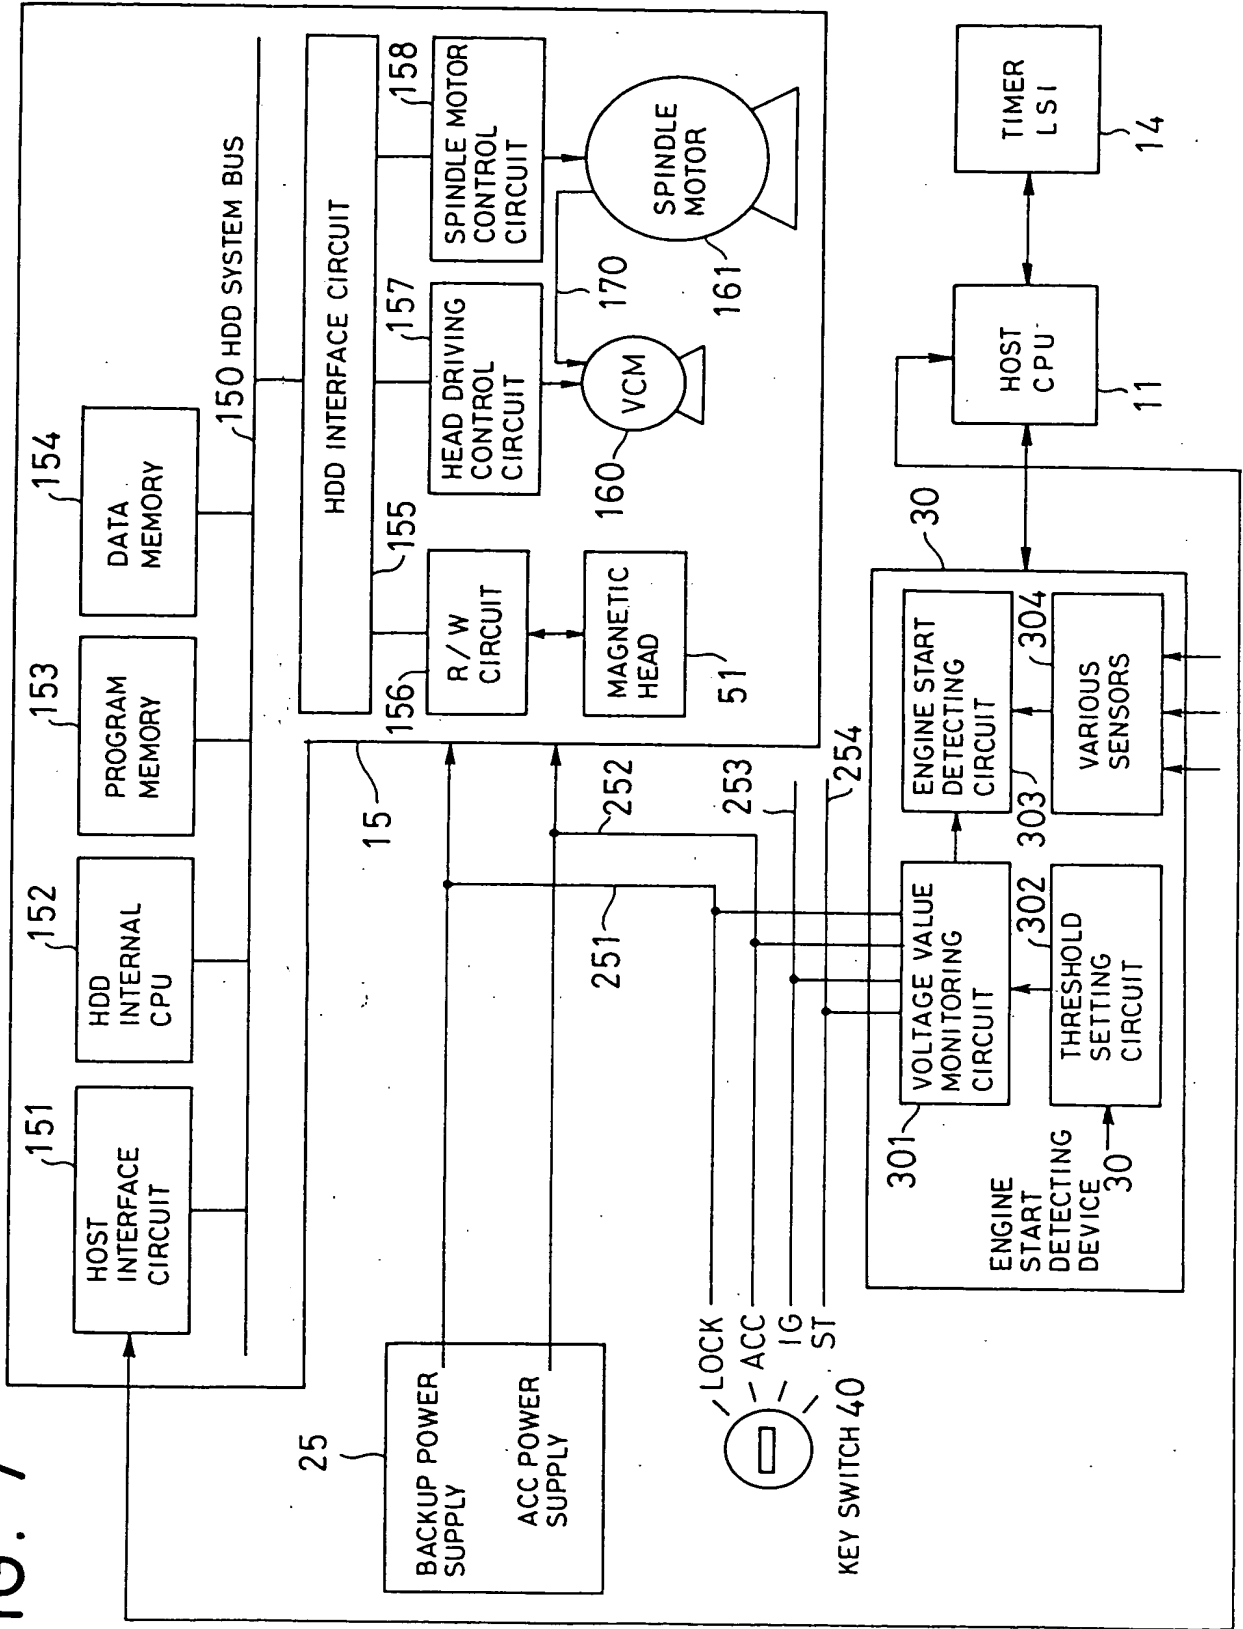 FIG. 7
151
HOST
INTERFACE
CIRCUIT
152
HDD
INTERNAL
CPU
153
PROGRAM
MEMORY
154
DATA
MEMORY
150 HDD SYSTEM BUS
HDD INTERFACE CIRCUIT
155
156
R/W
CIRCUIT
157
HEAD DRIVING
CONTROL
CIRCUIT
158
SPINDLE MOTOR
CONTROL
CIRCUIT
MAGNETIC
HEAD
51
VCM
160
170
SPINDLE
MOTOR
161
15
25
BACKUP POWER
SUPPLY
ACC POWER
SUPPLY
251
252
253
254
LOCK
ACC
IG
ST
KEY SWITCH 40
30
301
VOLTAGE VALUE
MONITORING
CIRCUIT
302
THRESHOLD
SETTING
CIRCUIT
30
ENGINE
START
DETECTING
DEVICE
ENGINE START
DETECTING
CIRCUIT
303
304
VARIOUS
SENSORS
HOST
CPU
11
TIMER
LSI
14